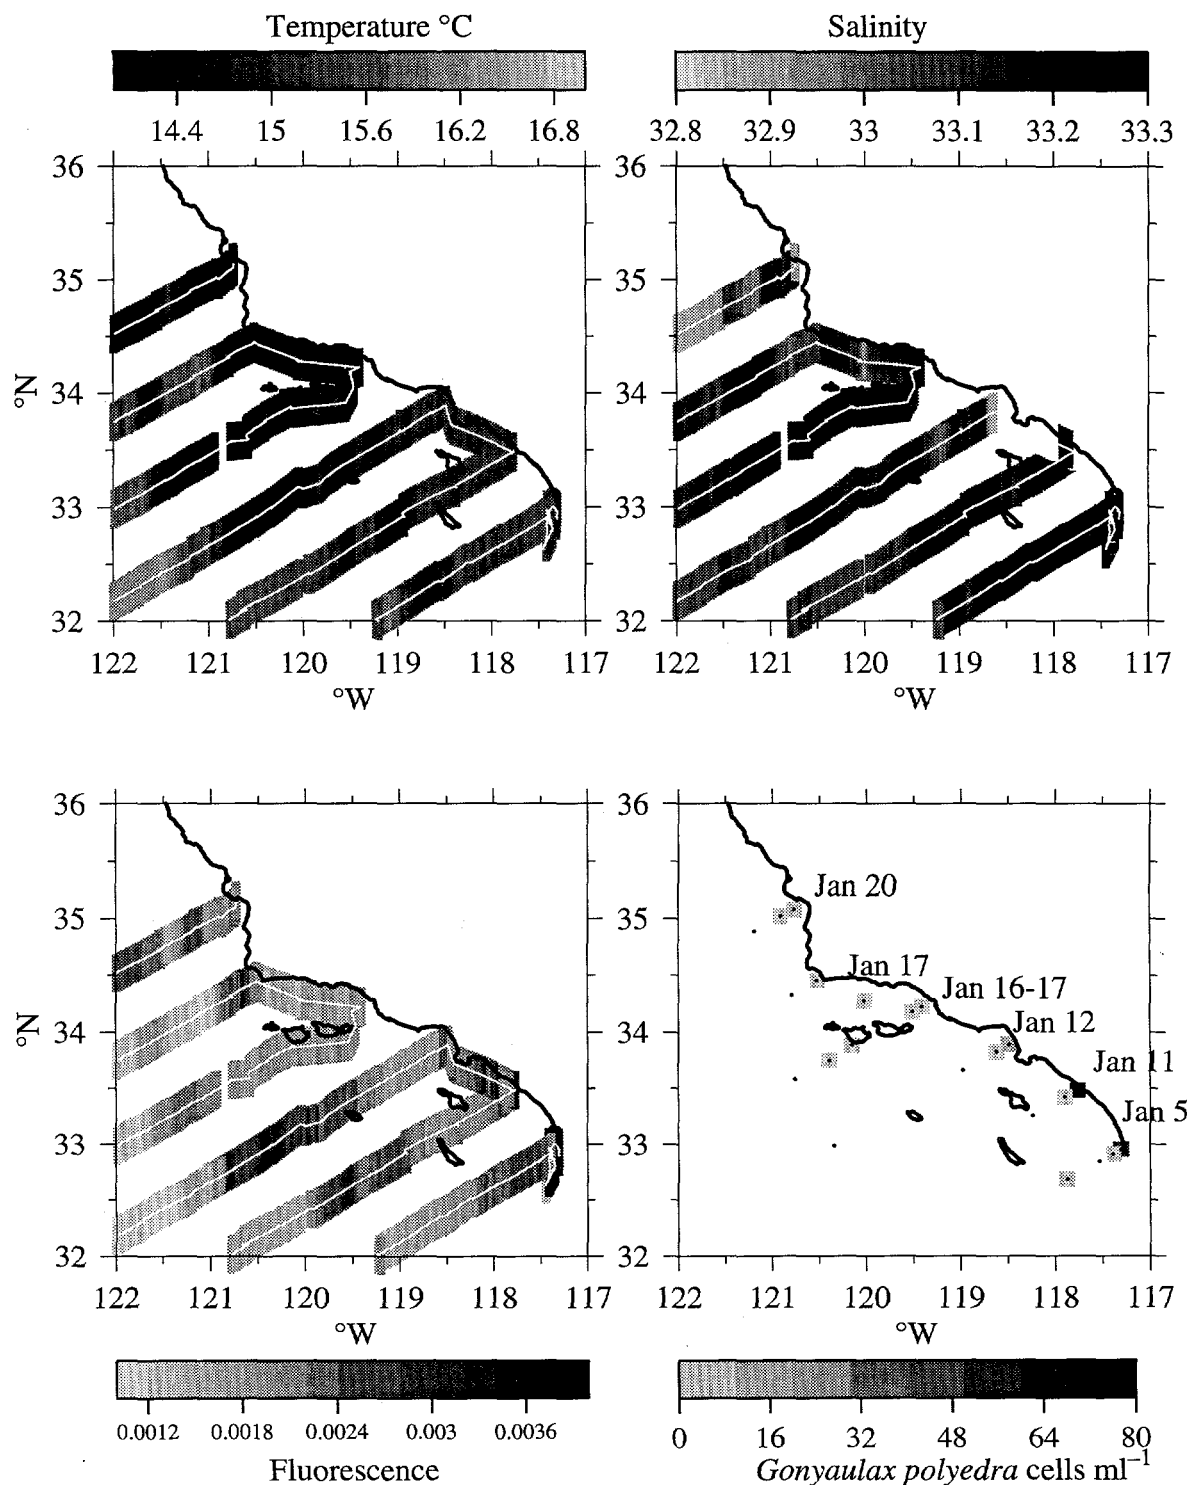 Temperature °C Salinity
14.4 15 15.6 16.2 16.8 32.8 32.9 33 33.1 33.2 33.3
36 36
35 35
34 34
°N
33 33
32 32
122 121 120 119 118 117 122 121 120 119 118 117
°W °W
36 36
Jan 20
35 35
Jan 17
Jan 16-17
34 34
°N
Jan 12
Jan 11
Jan 5
33 33
32 32
122 121 120 119 118 117 122 121 120 119 118 117
°W °W
0.0012 0.0018 0.0024 0.003 0.0036 0 16 32 48 64 80
Fluorescence Gonyaulax polyedra cells ml⁻¹